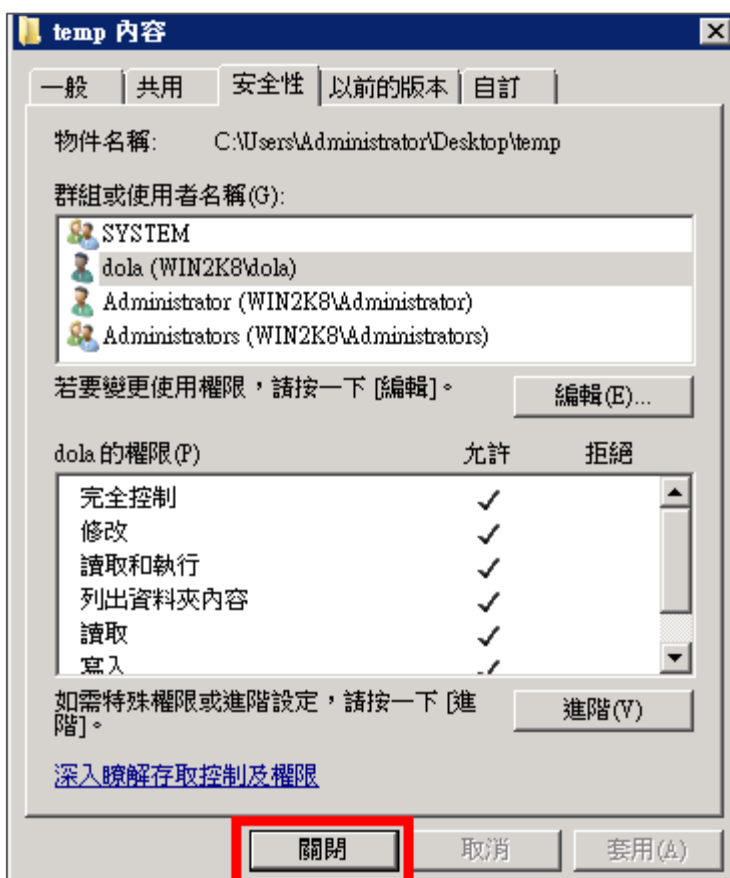 temp 內容
一般 共用 安全性 以前的版本 自訂
物件名稱: C:\Users\Administrator\Desktop\temp
群組或使用者名稱(G):
SYSTEM
dola (WIN2K8\dola)
Administrator (WIN2K8\Administrator)
Administrators (WIN2K8\Administrators)
若要變更使用權限，請按一下 [編輯]。 編輯(E)...
dola 的權限(P) 允許 拒絕
完全控制
修改
讀取和執行
列出資料夾內容
讀取
寫入
如需特殊權限或進階設定，請按一下 [進
階]。 進階(V)
深入瞭解存取控制及權限
關閉 取消 套用(A)